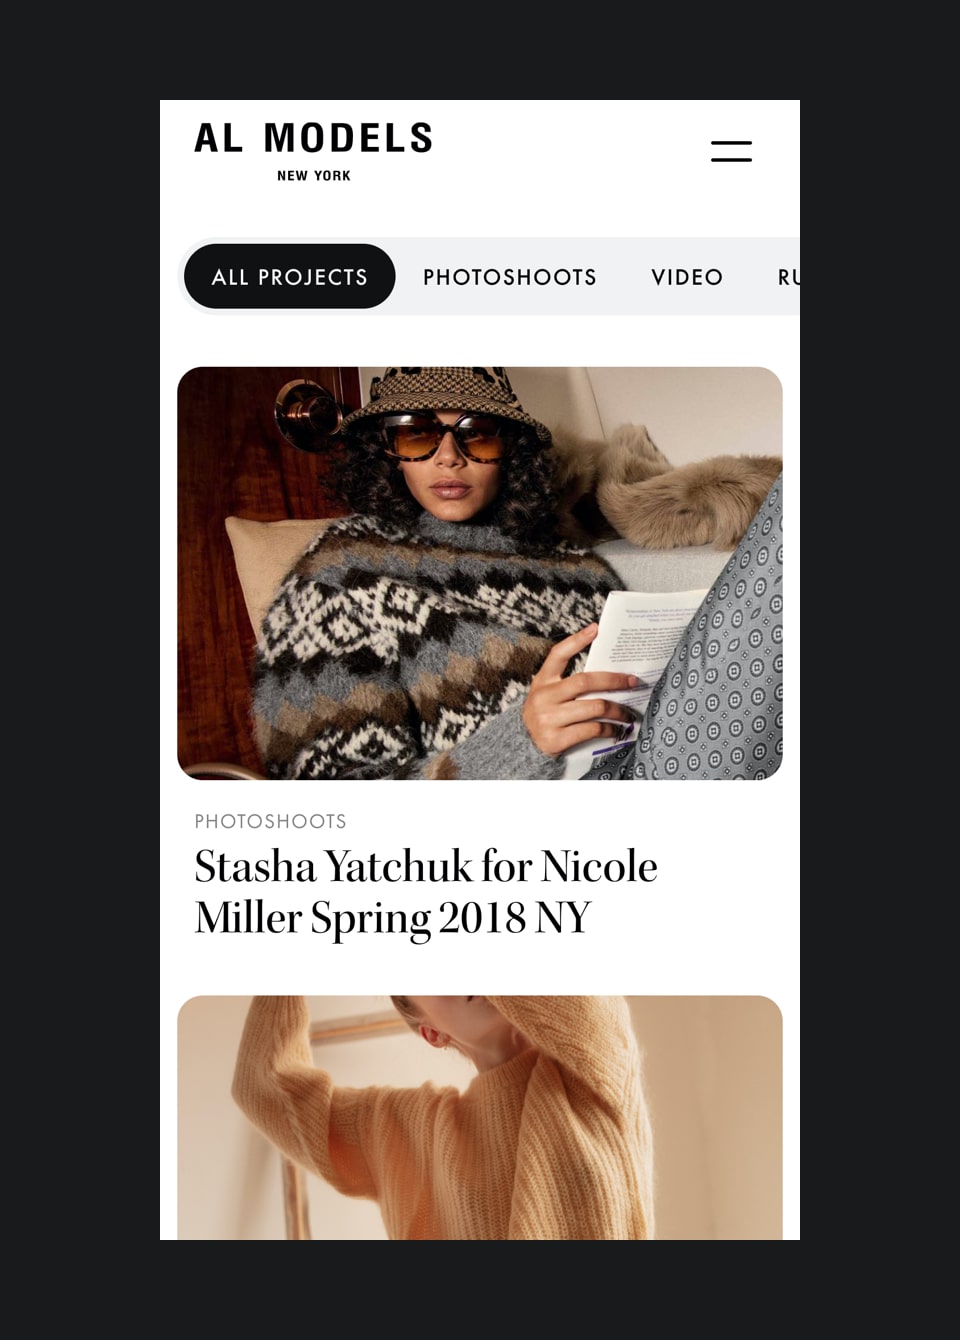 AL MODELS
NEW YORK
ALL PROJECTS PHOTOSHOOTS VIDEO RU
PHOTOSHOOTS
Stasha Yatchuk for Nicole
Miller Spring 2018 NY